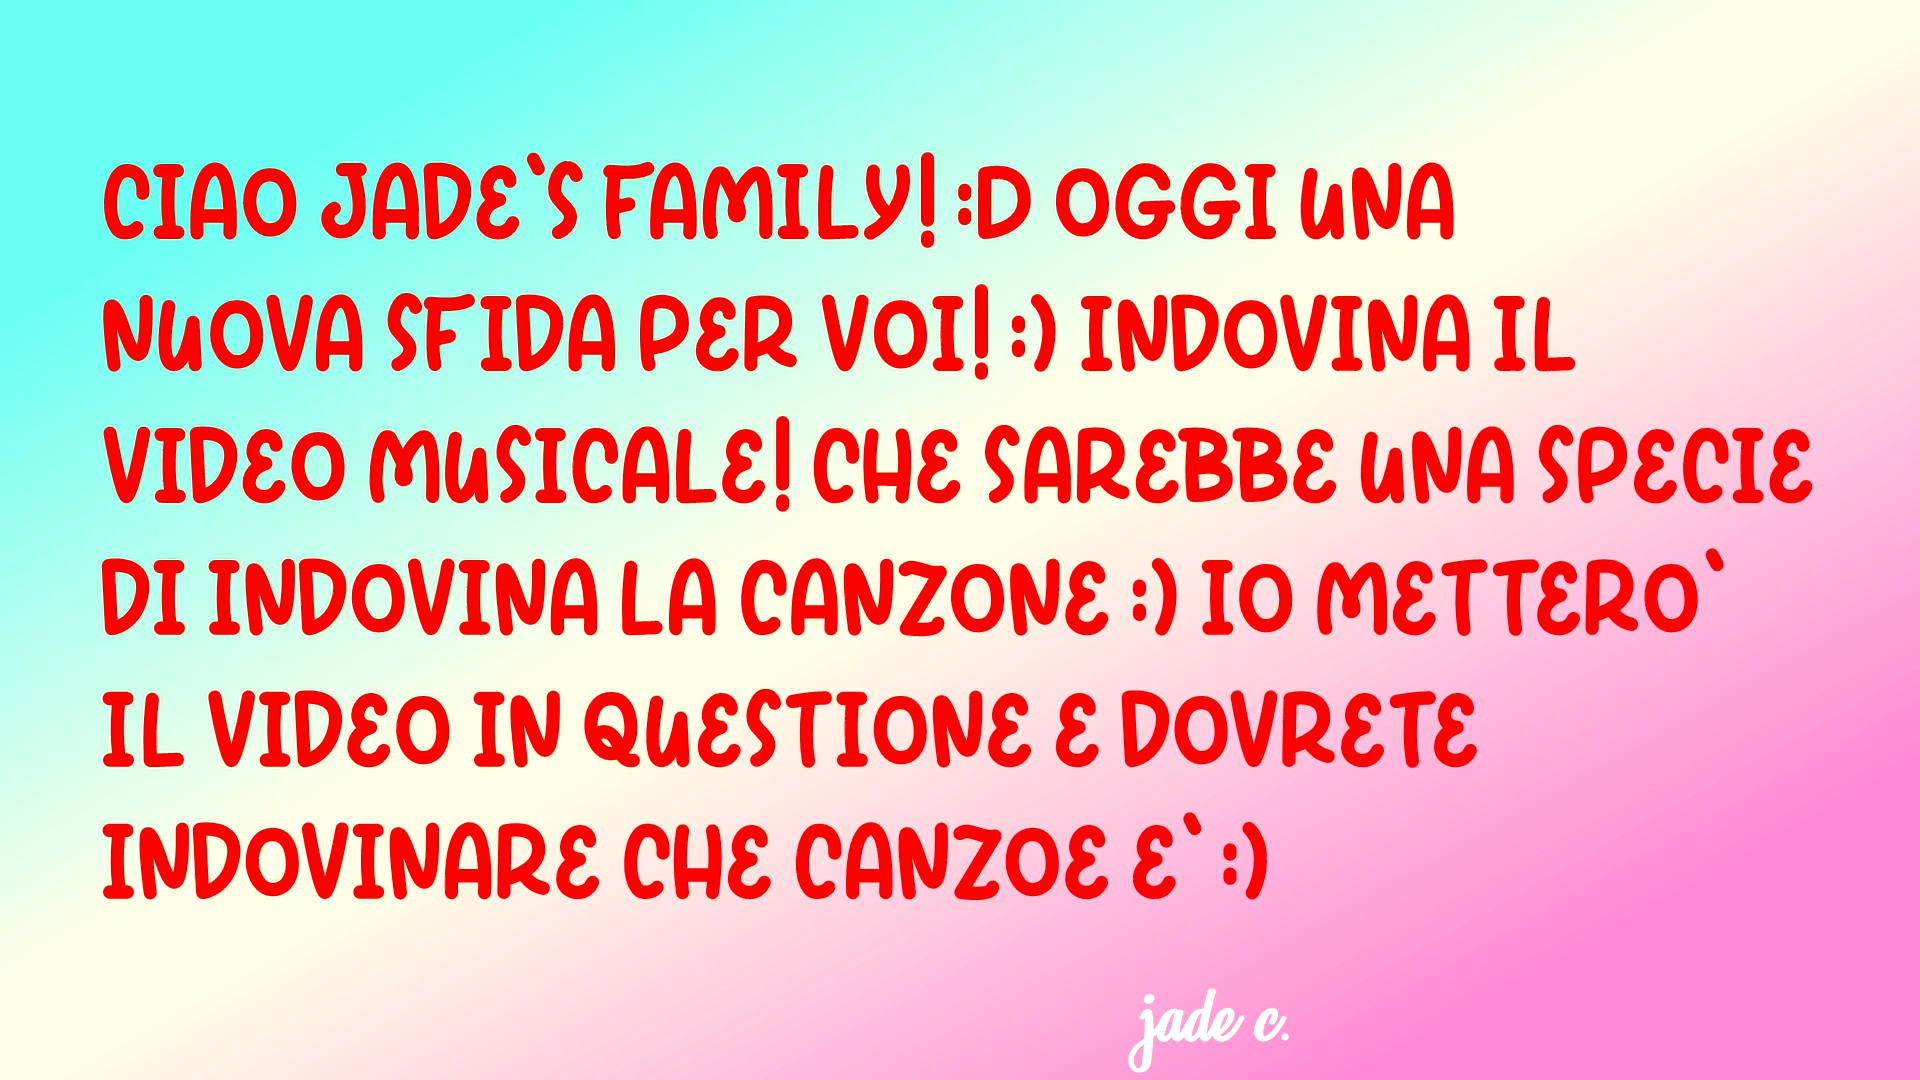 CIAO JADE`S FAMILY! :D OGGI UNA
NUOVA SFIDA PER VOI! :) INDOVINA IL
VIDEO MUSICALE! CHE SAREBBE UNA SPECIE
DI INDOVINA LA CANZONE :) IO METTERO`
IL VIDEO IN QUESTIONE E DOVRETE
INDOVINARE CHE CANZOE E` :)
jade c.